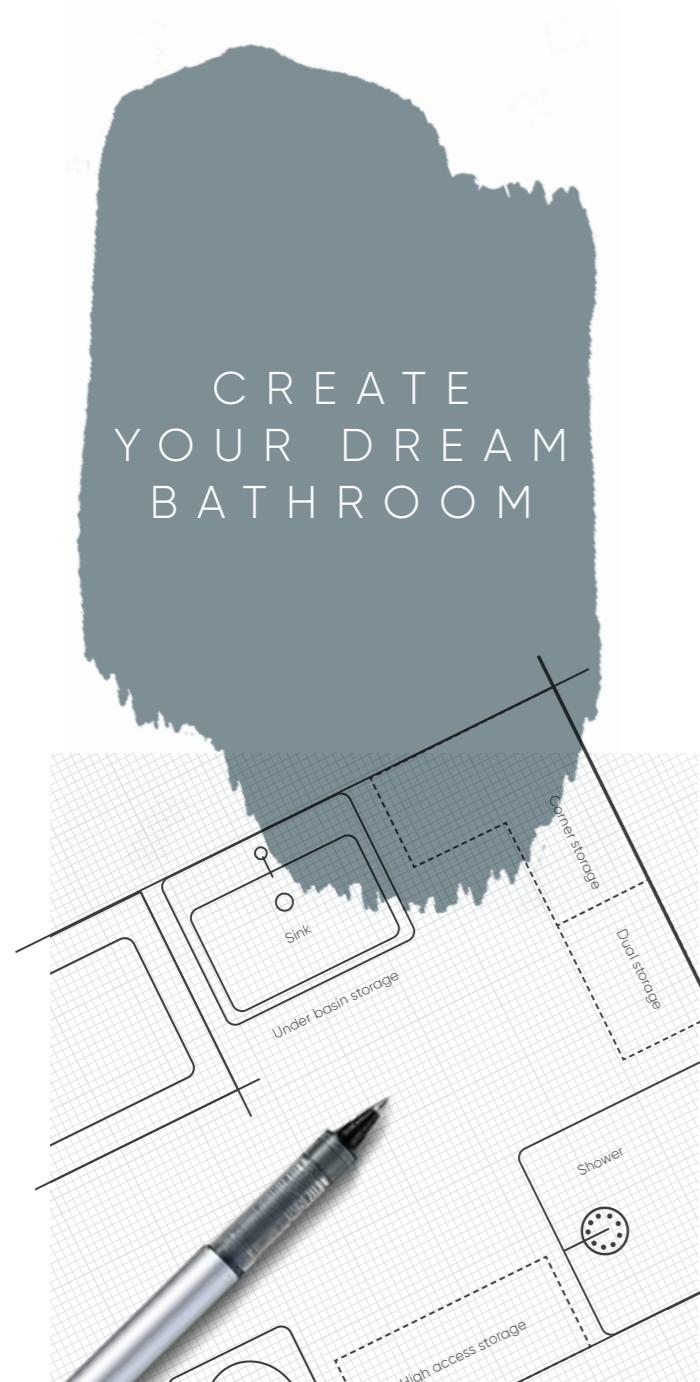 CREATE
YOUR DREAM
BATHROOM
Corner storage
Sink
Dual storage
Under basin storage
Shower
High access storage